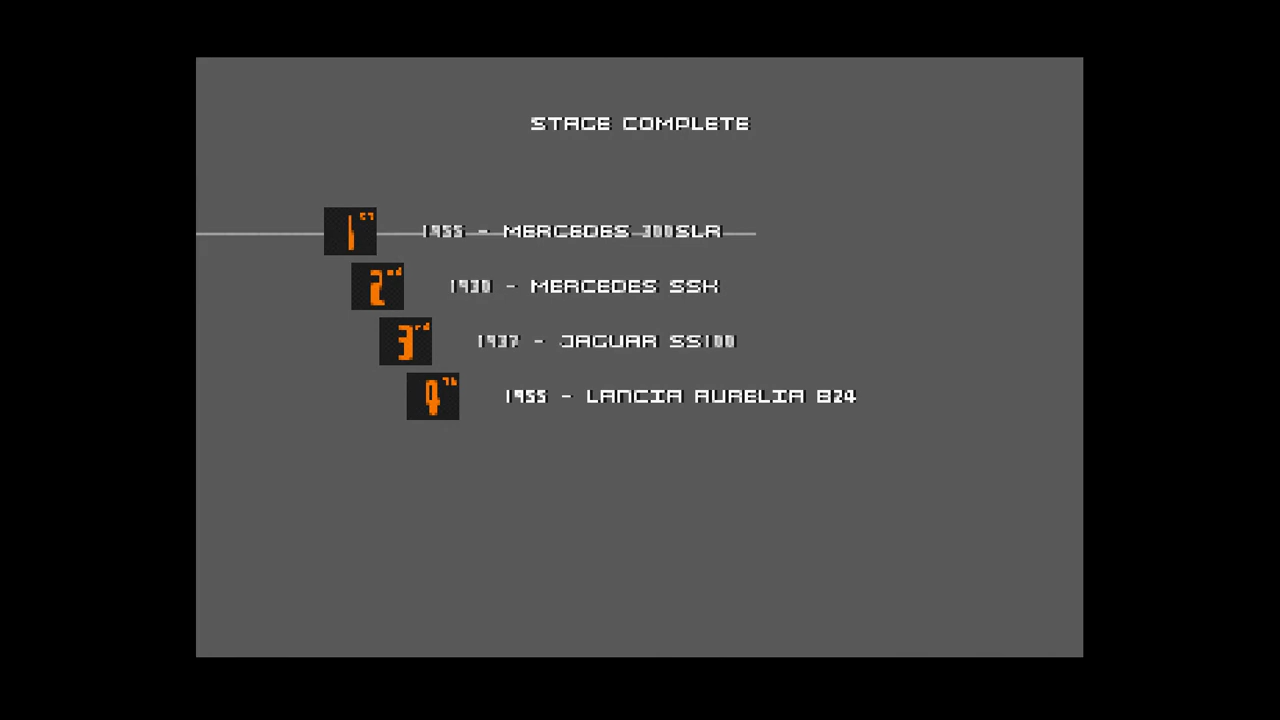 STAGE COMPLETE
1st 1955 - MERCEDES 300SLR
2nd 1930 - MERCEDES SSK
3rd 1937 - JAGUAR SS100
4th 1955 - LANCIA AURELIA B24